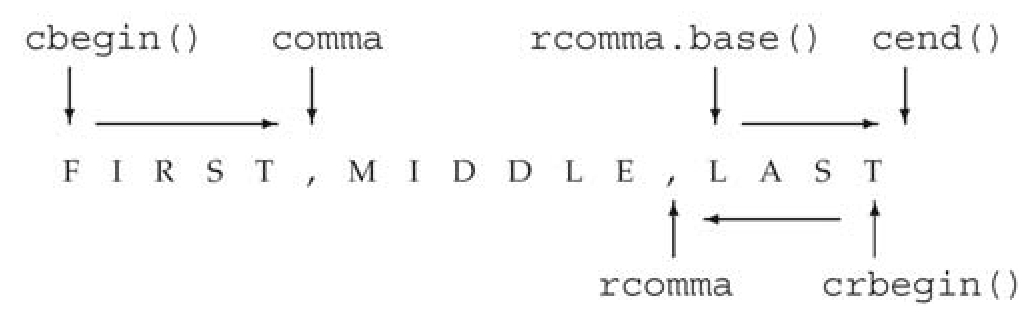 cbegin() comma rcomma.base() cend()
F I R S T , M I D D L E , L A S T
rcomma crbegin()